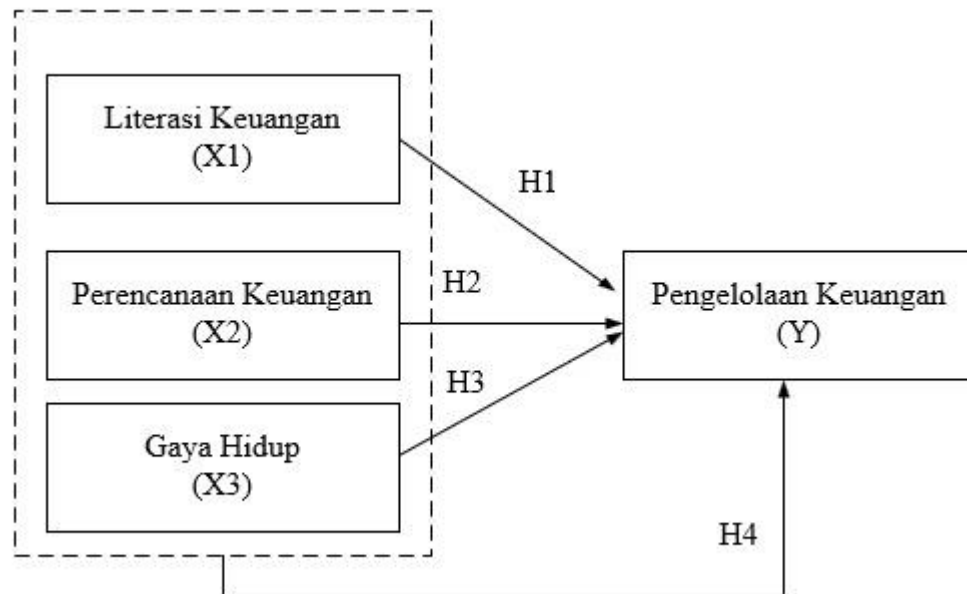 Literasi Keuangan
(X1)
H1
Perencanaan Keuangan
(X2)
H2
Pengelolaan Keuangan
(Y)
H3
Gaya Hidup
(X3)
H4